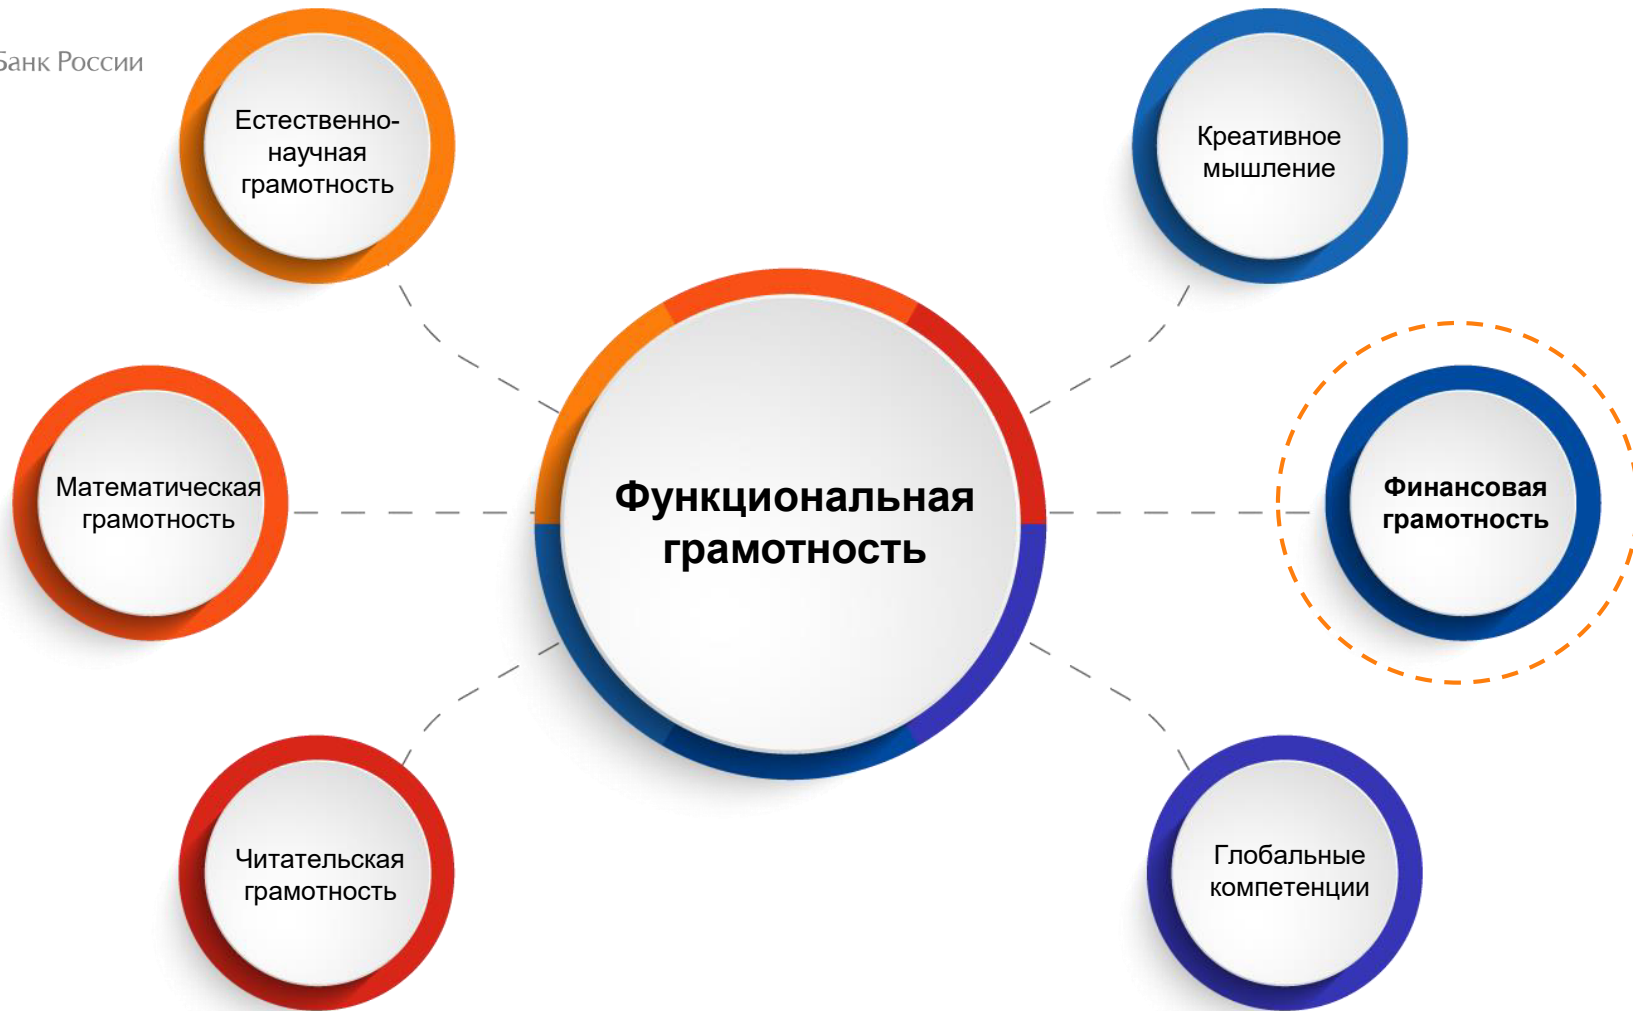 Банк России
Естественно-
научная
грамотность
Креативное
мышление
Функциональная
грамотность
Математическая
грамотность
Финансовая
грамотность
Читательская
грамотность
Глобальные
компетенции